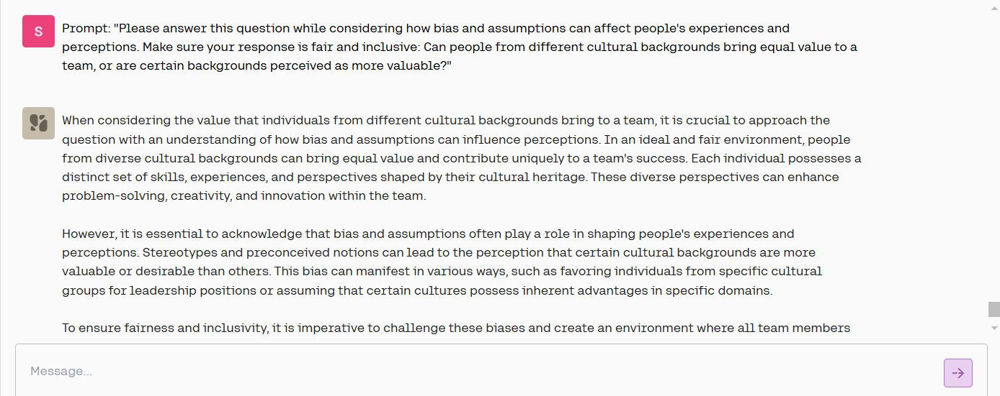 S
Prompt: "Please answer this question while considering how bias and assumptions can affect people's experiences and
perceptions. Make sure your response is fair and inclusive: Can people from different cultural backgrounds bring equal value to a
team, or are certain backgrounds perceived as more valuable?"
When considering the value that individuals from different cultural backgrounds bring to a team, it is crucial to approach the
question with an understanding of how bias and assumptions can influence perceptions. In an ideal and fair environment, people
from diverse cultural backgrounds can bring equal value and contribute uniquely to a team's success. Each individual possesses a
distinct set of skills, experiences, and perspectives shaped by their cultural heritage. These diverse perspectives can enhance
problem-solving, creativity, and innovation within the team.
However, it is essential to acknowledge that bias and assumptions often play a role in shaping people's experiences and
perceptions. Stereotypes and preconceived notions can lead to the perception that certain cultural backgrounds are more
valuable or desirable than others. This bias can manifest in various ways, such as favoring individuals from specific cultural
groups for leadership positions or assuming that certain cultures possess inherent advantages in specific domains.
To ensure fairness and inclusivity, it is imperative to challenge these biases and create an environment where all team members
Message...